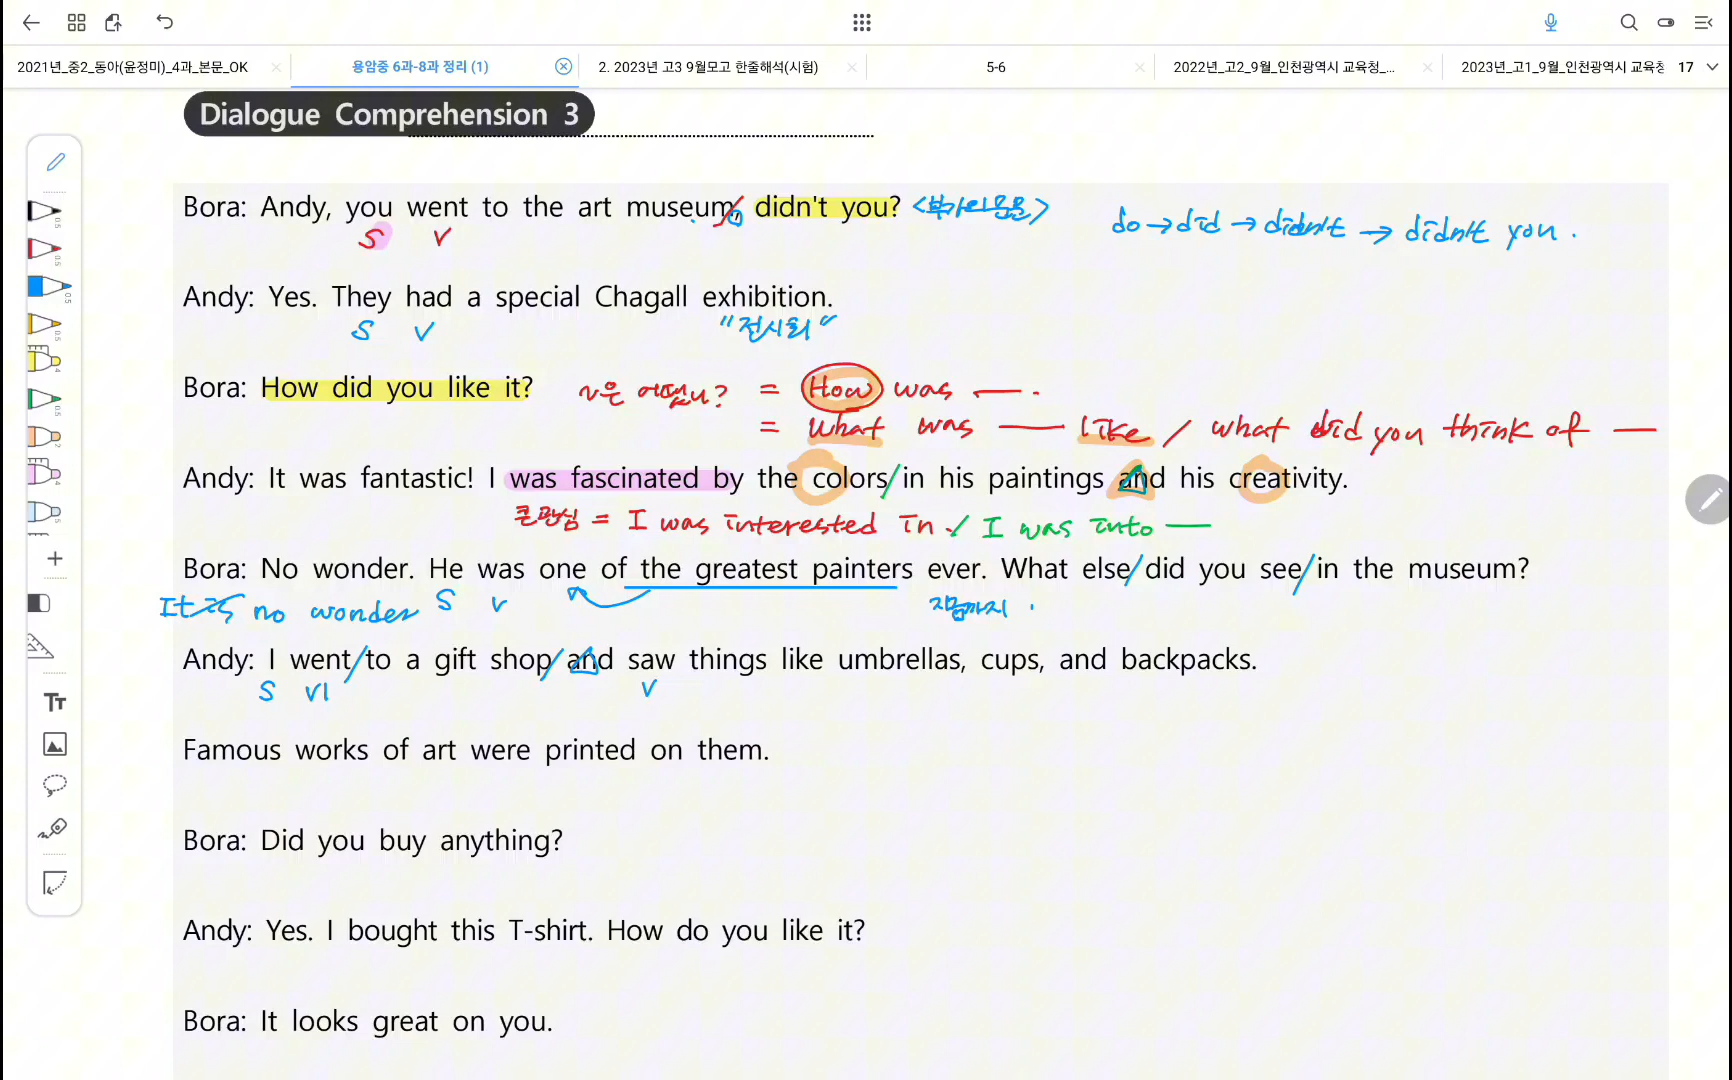 2021년_중2_동아(윤정미)_4과_본문_OK
용암중 6과-8과 정리 (1)
2. 2023년 고3 9월모고 한줄해석(시험)
5-6
2022년_고2_9월_인천광역시 교육청_...
2023년_고1_9월_인천광역시 교육청
17
Dialogue Comprehension 3
Bora: Andy, you went to the art museum, didn't you? <부가의문문>
do → did → didn't → didn't you.
S V
Andy: Yes. They had a special Chagall exhibition.
S V "전시회"
Bora: How did you like it? ~은 어땠니? = How was — .
= What was — like / what did you think of —
Andy: It was fantastic! I was fascinated by the colors/in his paintings and his creativity.
큰관심 = I was interested in / I was into —
Bora: No wonder. He was one of the greatest painters ever. What else/did you see/in the museum?
It is no wonder S V 지금까지
Andy: I went/to a gift shop/and saw things like umbrellas, cups, and backpacks.
S V1 V
Famous works of art were printed on them.
Bora: Did you buy anything?
Andy: Yes. I bought this T-shirt. How do you like it?
Bora: It looks great on you.